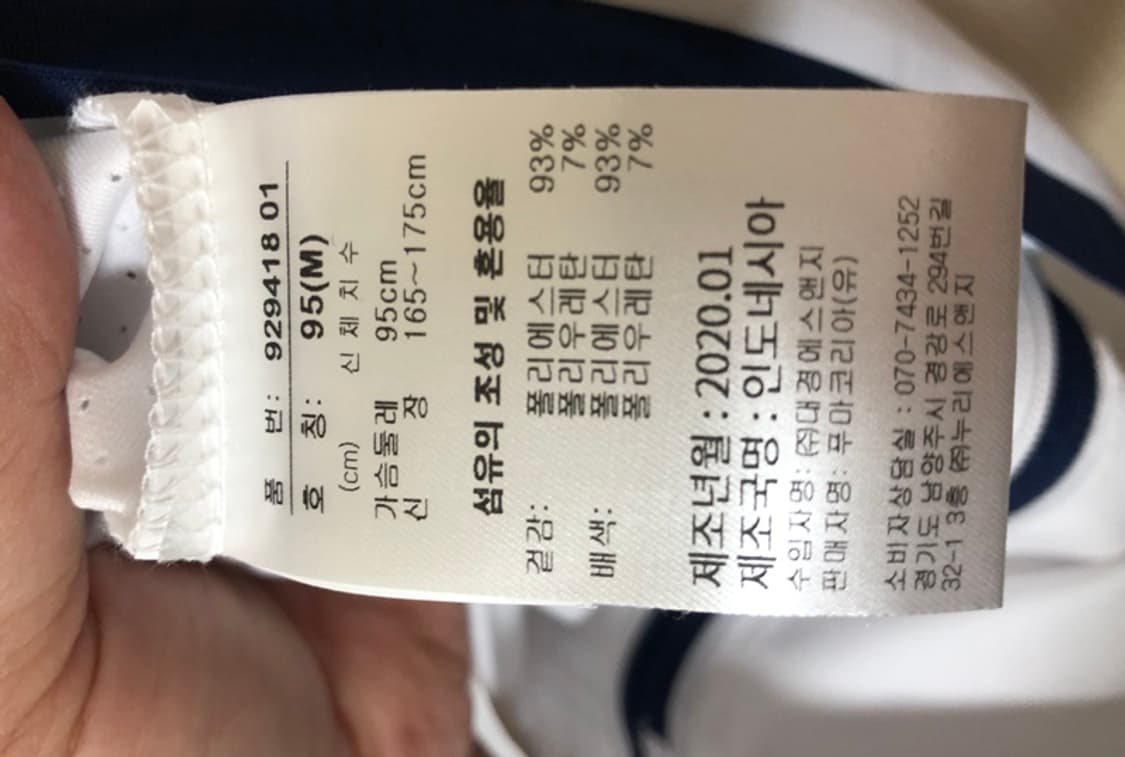 품 번: 929418 01
호 칭: 95(M)
(cm) 신 체 치 수
가슴둘레 95cm
신 장 165~175cm
섬유의 조성 및 혼용율
겉감: 폴리에스터 93%
폴리우레탄 7%
배색: 폴리에스터 93%
폴리우레탄 7%
제조년월 : 2020.01
제조국명 : 인도네시아
수입자명: ㈜대경에스앤지
판매자명: 푸마코리아(유)
소비자상담실 : 070-7434-1252
경기도 남양주시 경강로 294번길
32-1 3층 ㈜누리에스앤지